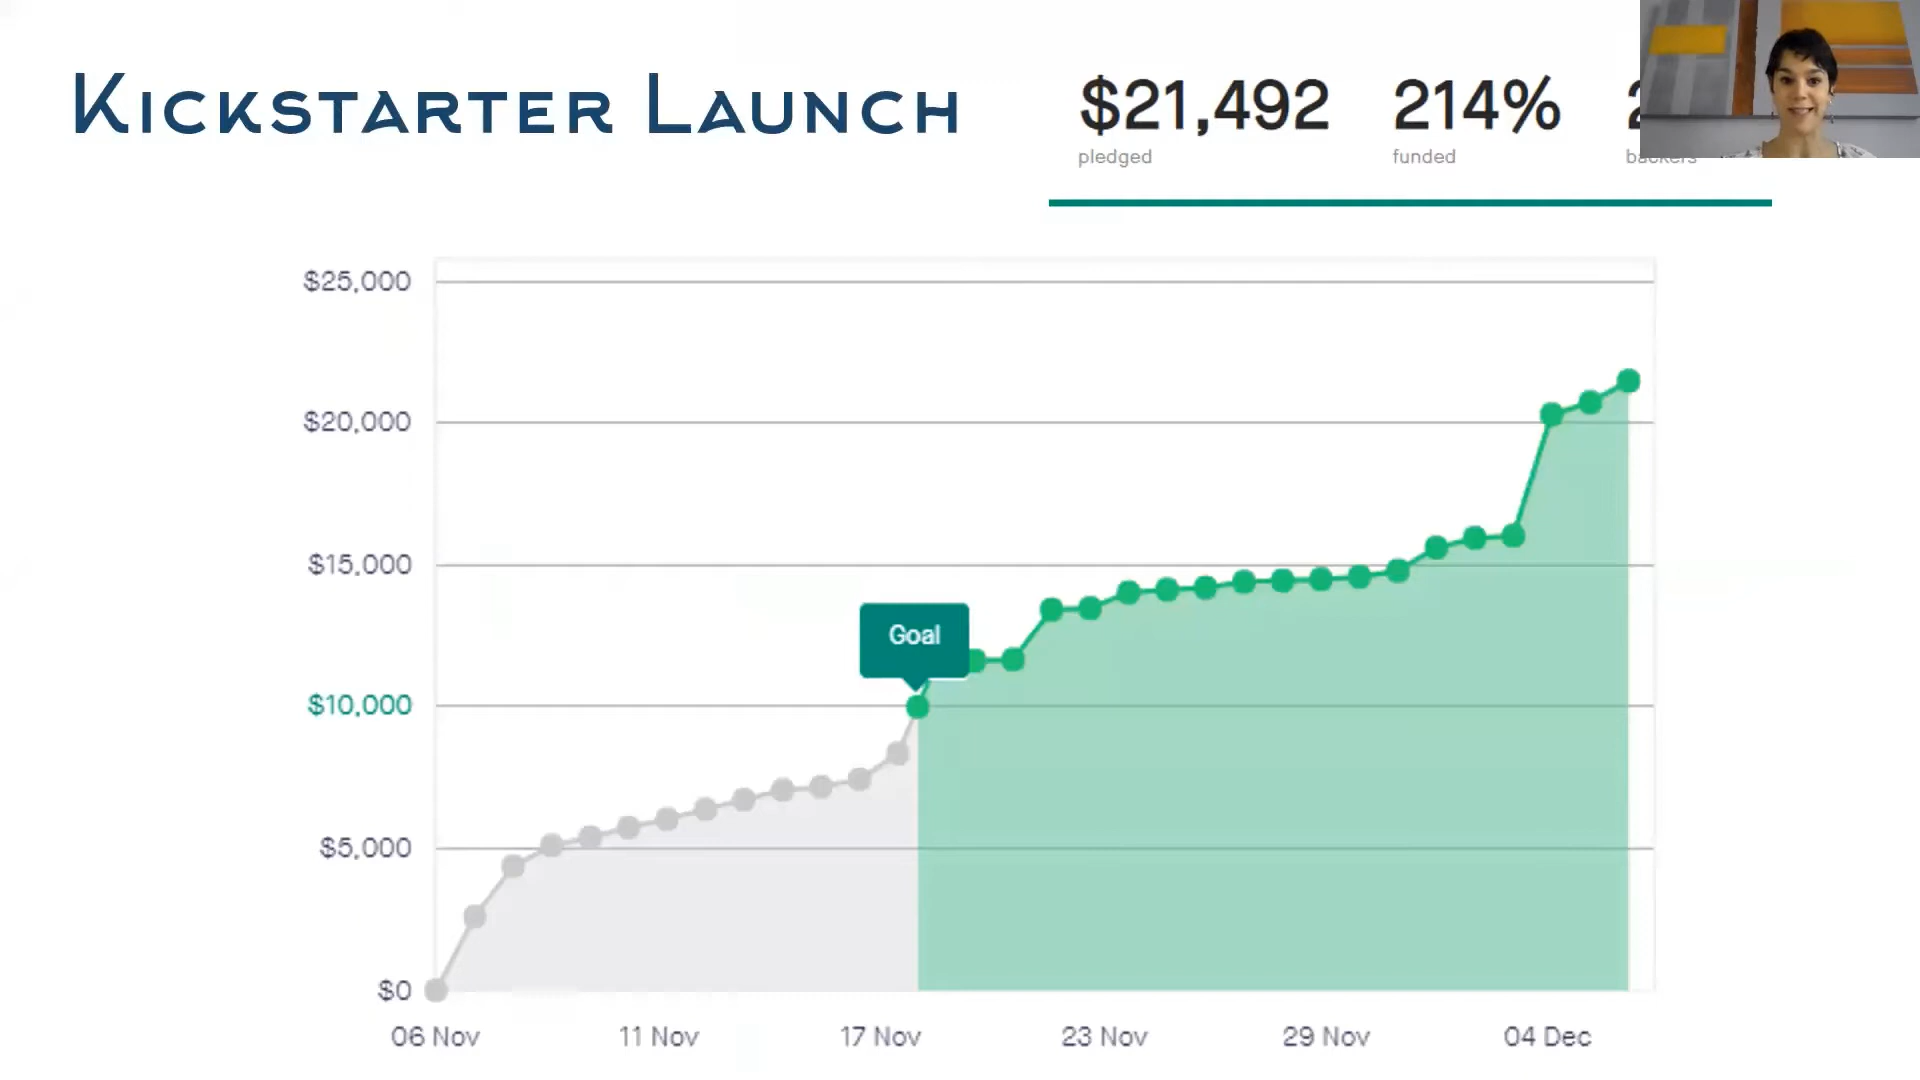 KICKSTARTER LAUNCH
$21,492 214%
pledged funded backers
$25,000
$20,000
$15,000
Goal
$10,000
$5,000
$0
06 Nov 11 Nov 17 Nov 23 Nov 29 Nov 04 Dec